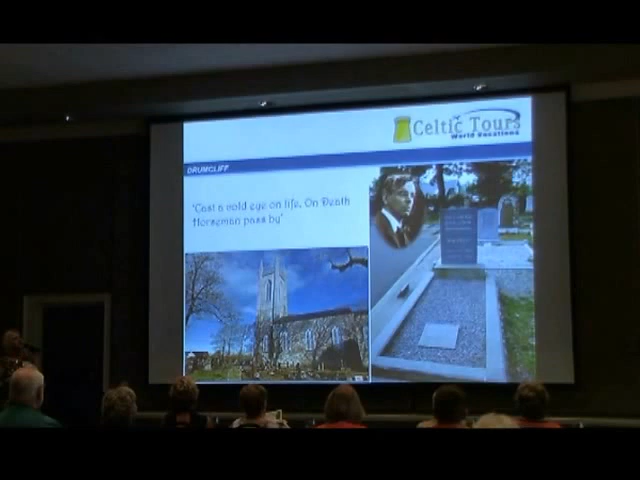 Celtic Tours
World Vacations
DRUMCLIFF
'Cast a cold eye on life, On Death
Horseman pass by'